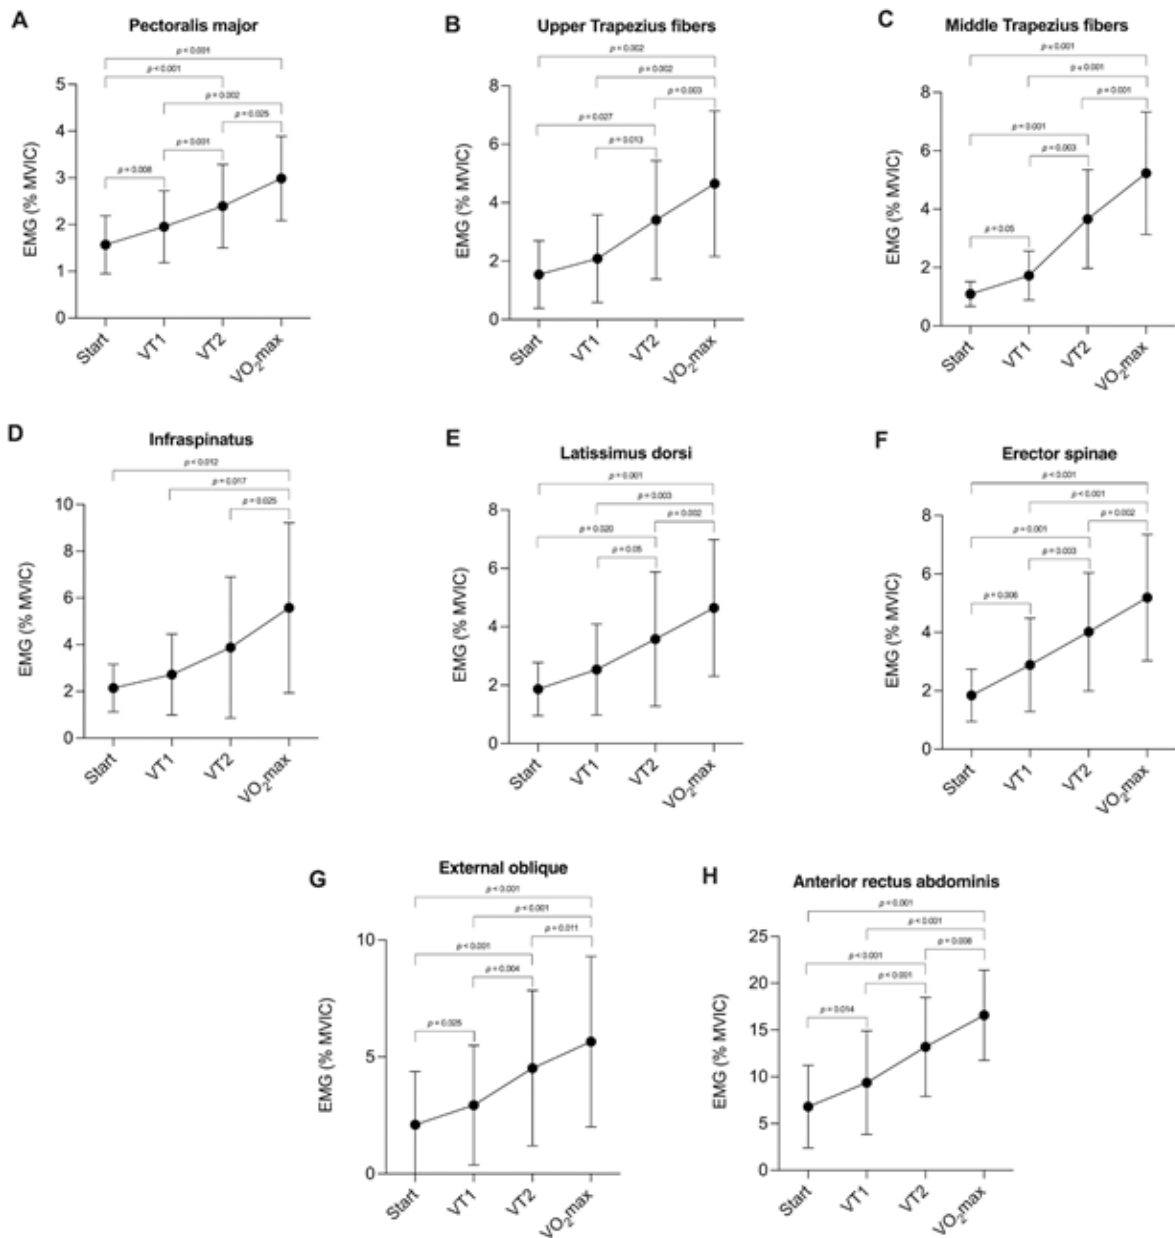 A
Pectoralis major
p < 0.001
p < 0.001
p = 0.002
p = 0.025
p = 0.001
p = 0.008
EMG (% MVIC)
5
4
3
2
1
0
Start
VT1
VT2
VO2max
B
Upper Trapezius fibers
p = 0.002
p = 0.002
p = 0.003
p = 0.027
p = 0.013
EMG (% MVIC)
8
6
4
2
0
Start
VT1
VT2
VO2max
C
Middle Trapezius fibers
0.001
0.001
0.001
p = 0.001
p = 0.003
p = 0.05
EMG (% MVIC)
8
6
4
2
0
Start
VT1
VT2
VO2max
D
Infraspinatus
p < 0.012
p = 0.017
p = 0.025
EMG (% MVIC)
10
8
6
4
2
0
Start
VT1
VT2
VO2max
E
Latissimus dorsi
p = 0.001
p = 0.003
p = 0.002
p = 0.020
p = 0.05
EMG (% MVIC)
8
6
4
2
0
Start
VT1
VT2
VO2max
F
Erector spinae
p < 0.001
p < 0.001
p = 0.002
p = 0.001
p = 0.003
p = 0.006
EMG (% MVIC)
8
6
4
2
0
Start
VT1
VT2
VO2max
G
External oblique
p < 0.001
p < 0.001
p = 0.011
p < 0.001
p = 0.004
p = 0.025
EMG (% MVIC)
10
5
0
Start
VT1
VT2
VO2max
H
Anterior rectus abdominis
p < 0.001
p < 0.001
p = 0.008
p < 0.001
p < 0.001
p = 0.014
EMG (% MVIC)
25
20
15
10
5
0
Start
VT1
VT2
VO2max